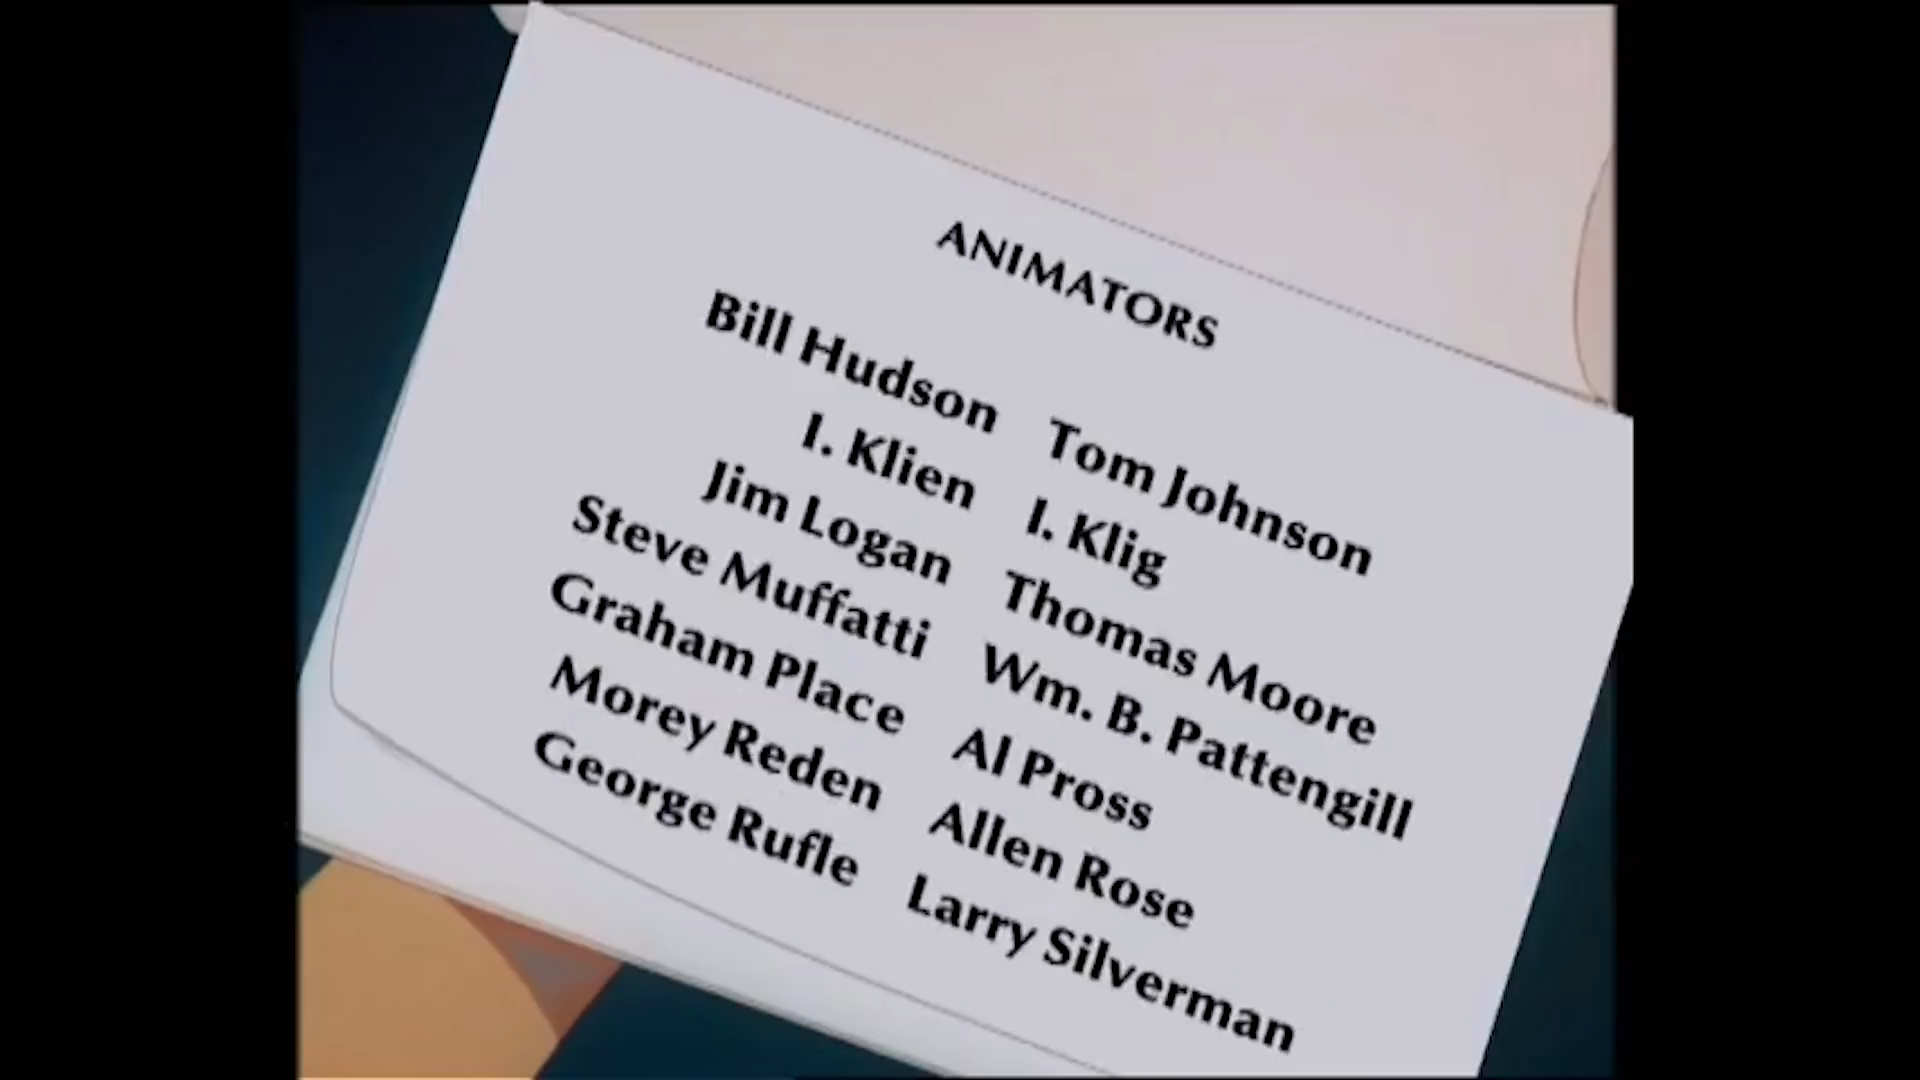 ANIMATORS
Bill Hudson Tom Johnson
I. Klien I. Klig
Jim Logan Thomas Moore
Steve Muffatti Wm. B. Pattengill
Graham Place Al Pross
Morey Reden Allen Rose
George Rufle Larry Silverman